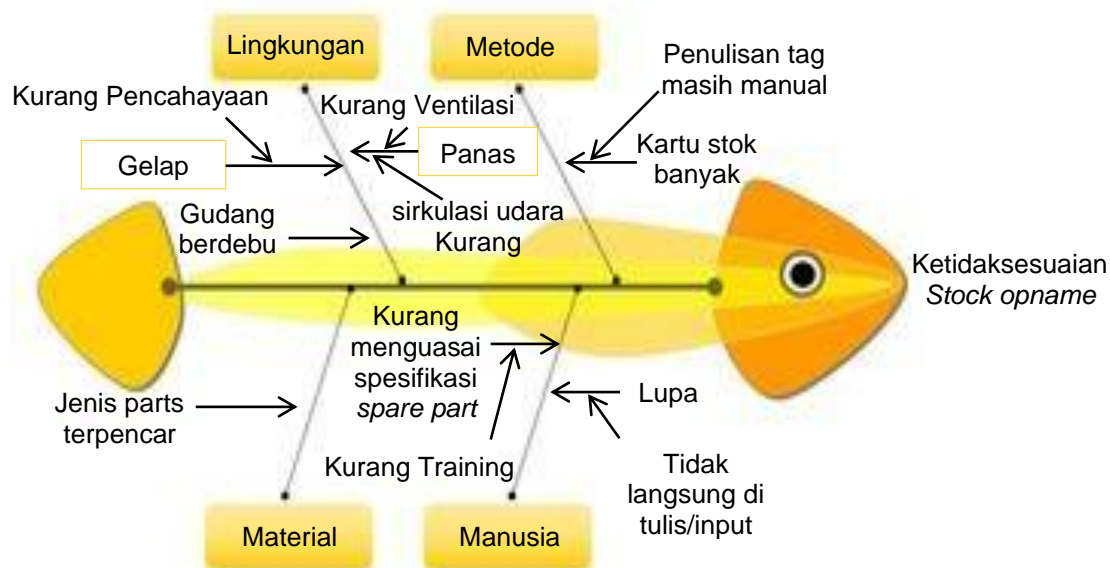 Lingkungan
Metode
Kurang Pencahayaan
Kurang Ventilasi
Penulisan tag
masih manual
Gelap
Panas
Kartu stok
banyak
Gudang
berdebu
sirkulasi udara
Kurang
Ketidaksesuaian
Stock opname
Kurang
menguasai
spesifikasi
spare part
Jenis parts
terpencar
Lupa
Kurang Training
Tidak
langsung di
tulis/input
Material
Manusia